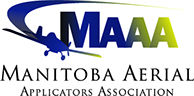 MAAA
MANITOBA AERIAL
APPLICATORS ASSOCIATION